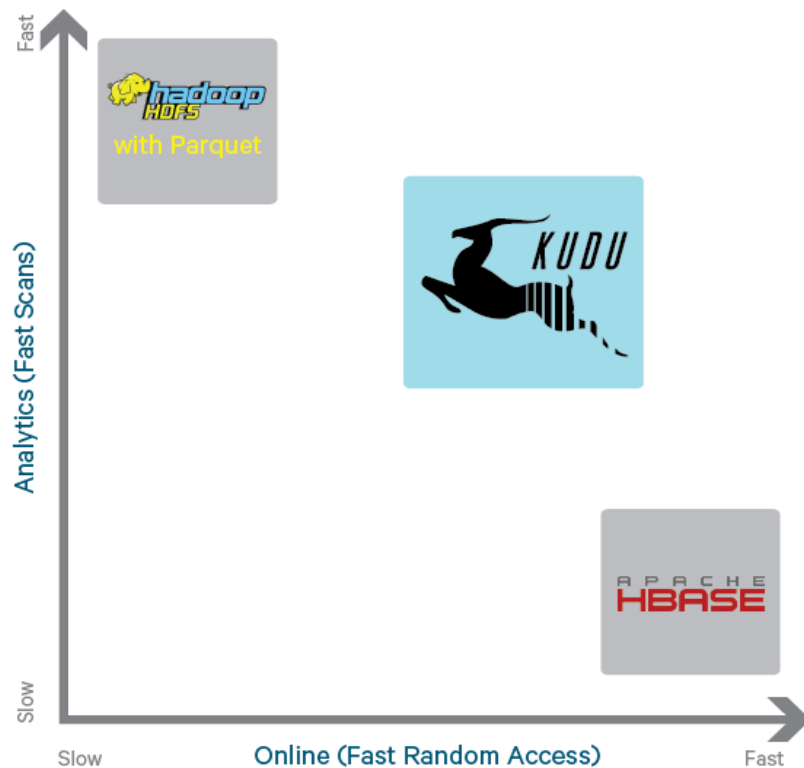 Fast
hadoop
HDFS
with Parquet
KUDU
Analytics (Fast Scans)
APACHE
HBASE
Slow
Slow
Online (Fast Random Access)
Fast